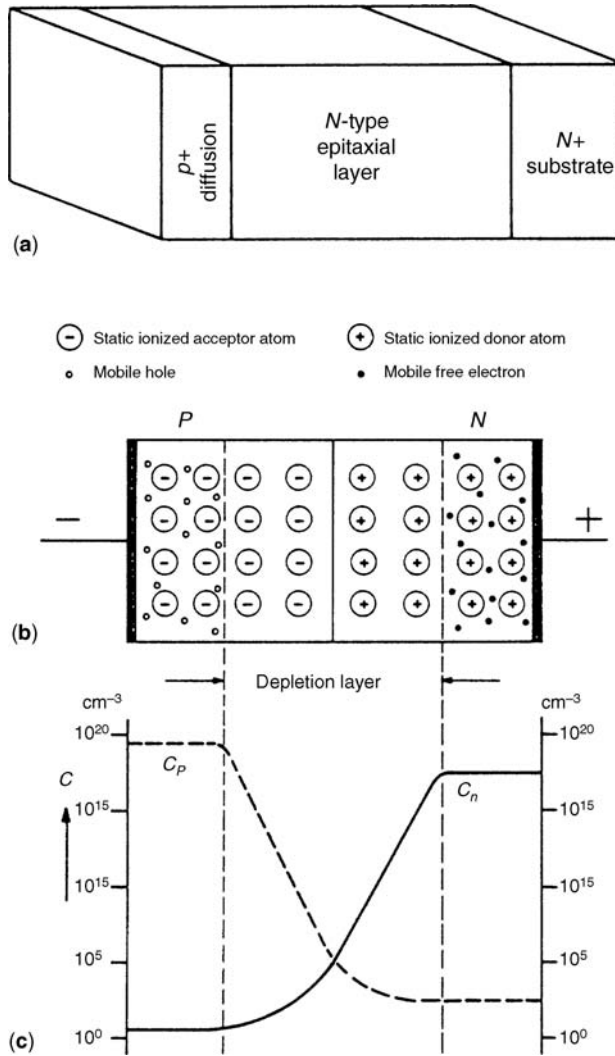 p+
diffusion
N-type
epitaxial
layer
N+
substrate
(a)
− Static ionized acceptor atom
+ Static ionized donor atom
Mobile hole
Mobile free electron
P
N
−
+
(b)
Depletion layer
cm⁻³
cm⁻³
10²⁰
10²⁰
C_P
C_n
C
10¹⁵
10¹⁵
10¹⁵
10¹⁵
10⁵
10⁵
10⁰
10⁰
(c)